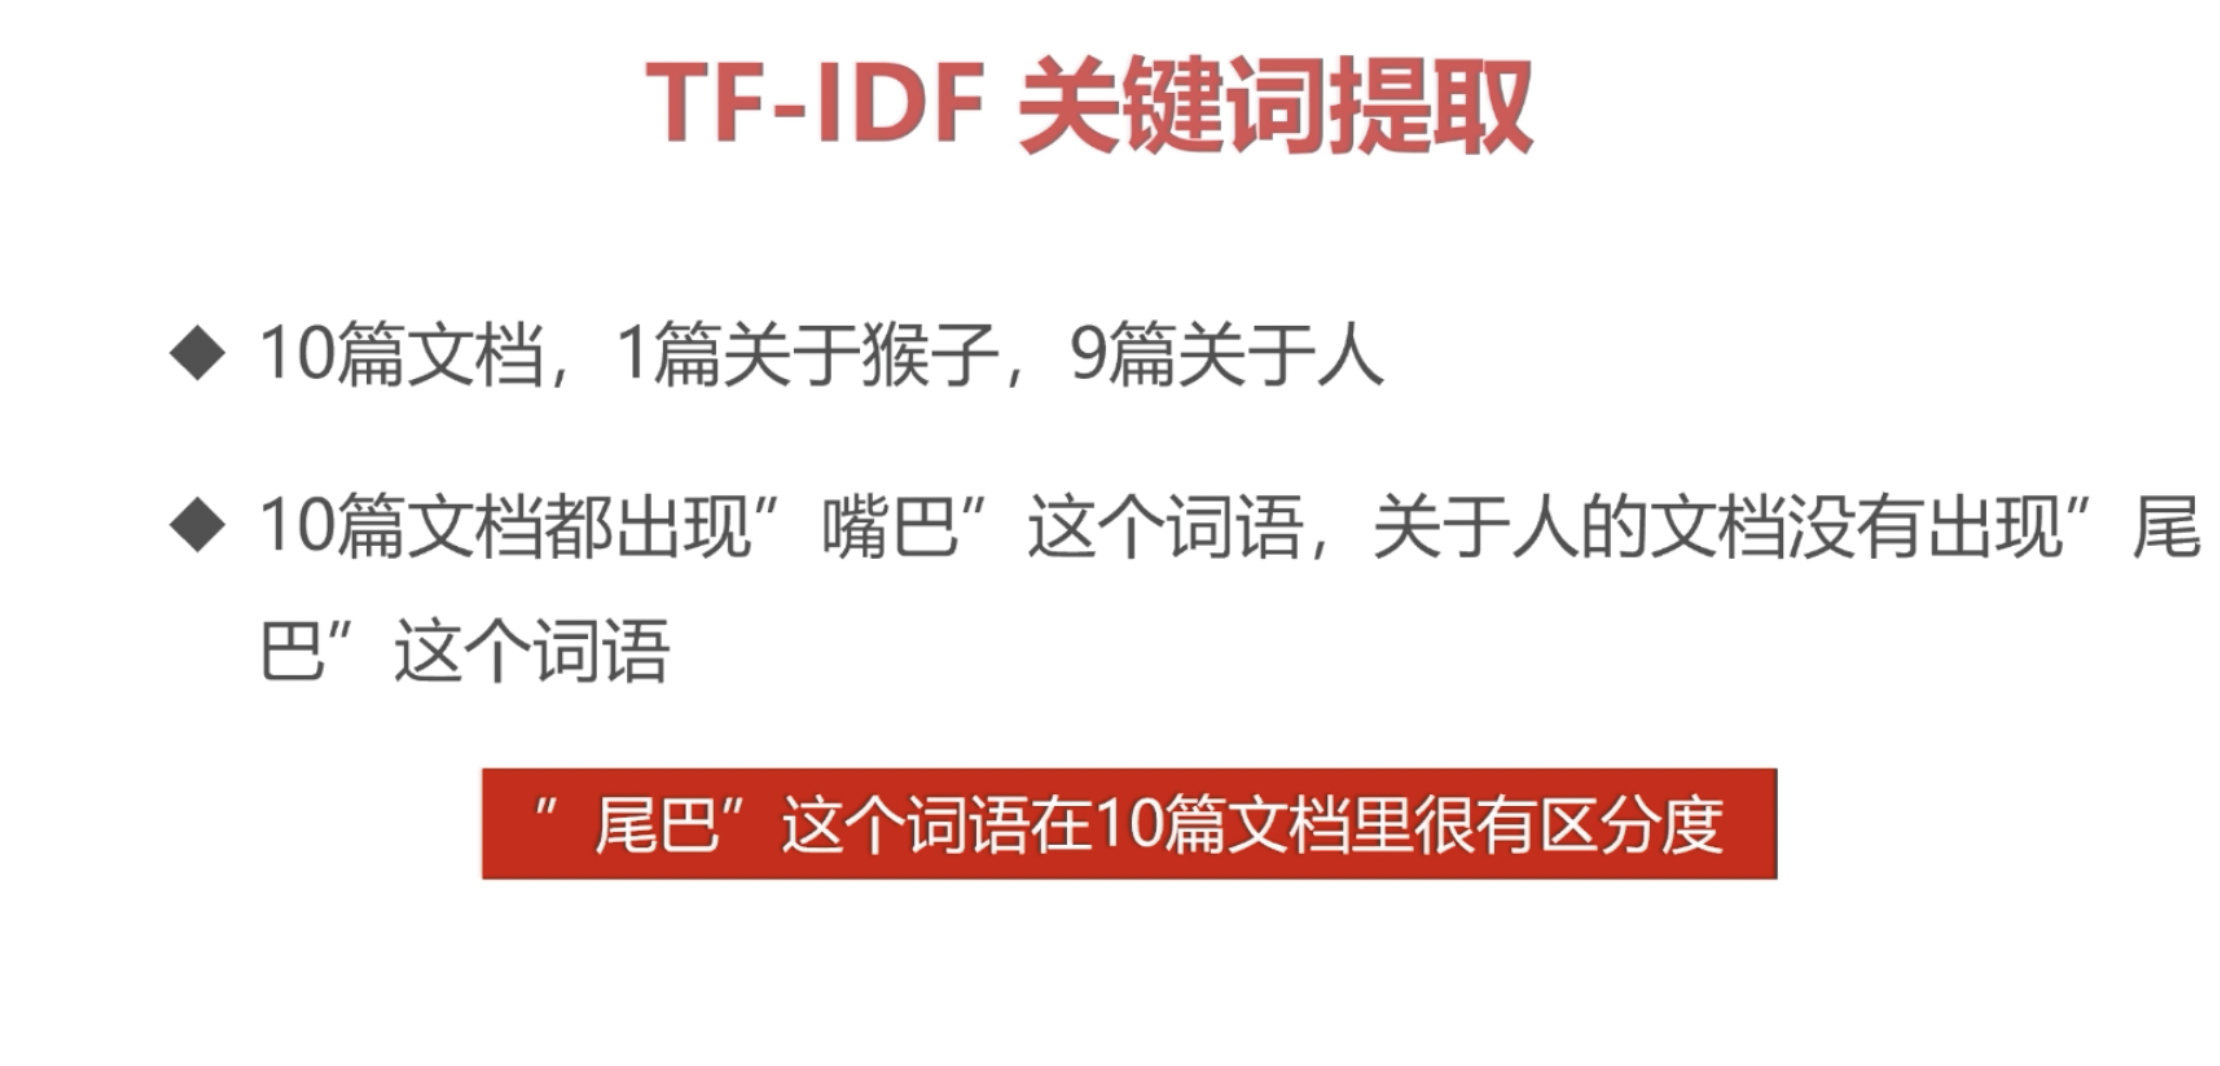 TF-IDF 关键词提取
◆ 10篇文档，1篇关于猴子，9篇关于人
◆ 10篇文档都出现”嘴巴”这个词语，关于人的文档没有出现”尾
巴”这个词语
”尾巴”这个词语在10篇文档里很有区分度